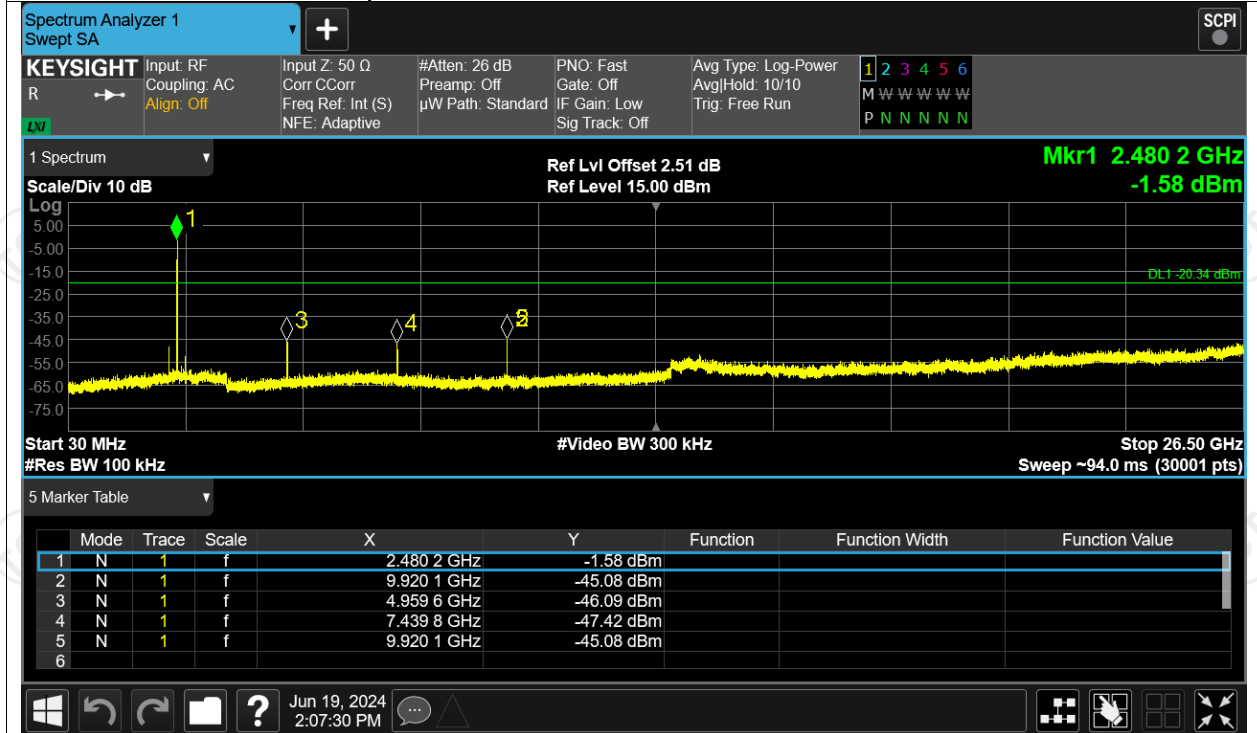 Spectrum Analyzer 1
Swept SA
SCPI
KEYSIGHT Input: RF Input Z: 50 Ω #Atten: 26 dB PNO: Fast Avg Type: Log-Power 1 2 3 4 5 6
R Coupling: AC Corr CCorr Preamp: Off Gate: Off Avg|Hold: 10/10 M W W W W W
Align: Off Freq Ref: Int (S) µW Path: Standard IF Gain: Low Trig: Free Run
LXI NFE: Adaptive Sig Track: Off P N N N N N
1 Spectrum Ref Lvl Offset 2.51 dB Mkr1 2.480 2 GHz
Scale/Div 10 dB Ref Level 15.00 dBm -1.58 dBm
Log
5.00
1
-5.00
-15.0
DL1 -20.34 dBm
-25.0
-35.0
3 4
-45.0
-55.0
-65.0
-75.0
Start 30 MHz #Video BW 300 kHz Stop 26.50 GHz
#Res BW 100 kHz Sweep ~94.0 ms (30001 pts)
5 Marker Table
Mode Trace Scale X Y Function Function Width Function Value
1 N 1 f 2.480 2 GHz -1.58 dBm
2 N 1 f 9.920 1 GHz -45.08 dBm
3 N 1 f 4.959 6 GHz -46.09 dBm
4 N 1 f 7.439 8 GHz -47.42 dBm
5 N 1 f 9.920 1 GHz -45.08 dBm
6
? Jun 19, 2024
2:07:30 PM